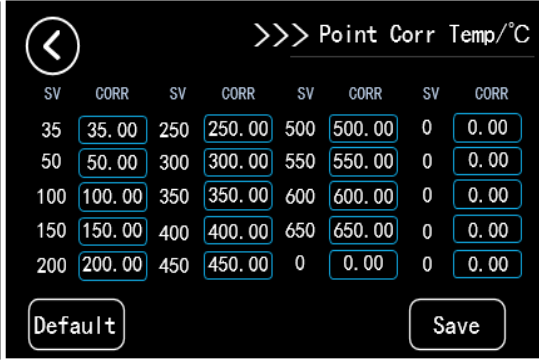 >>> Point Corr Temp/℃
SV CORR SV CORR SV CORR SV CORR
35 35.00 250 250.00 500 500.00 0 0.00
50 50.00 300 300.00 550 550.00 0 0.00
100 100.00 350 350.00 600 600.00 0 0.00
150 150.00 400 400.00 650 650.00 0 0.00
200 200.00 450 450.00 0 0.00 0 0.00
Default Save